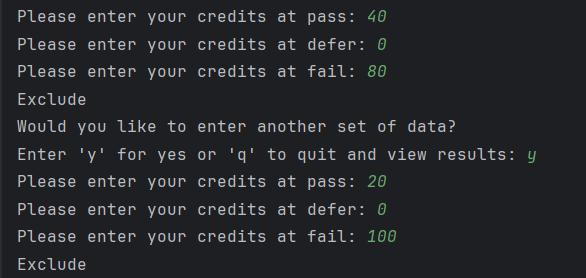 Please enter your credits at pass: 40
Please enter your credits at defer: 0
Please enter your credits at fail: 80
Exclude
Would you like to enter another set of data?
Enter 'y' for yes or 'q' to quit and view results: y
Please enter your credits at pass: 20
Please enter your credits at defer: 0
Please enter your credits at fail: 100
Exclude